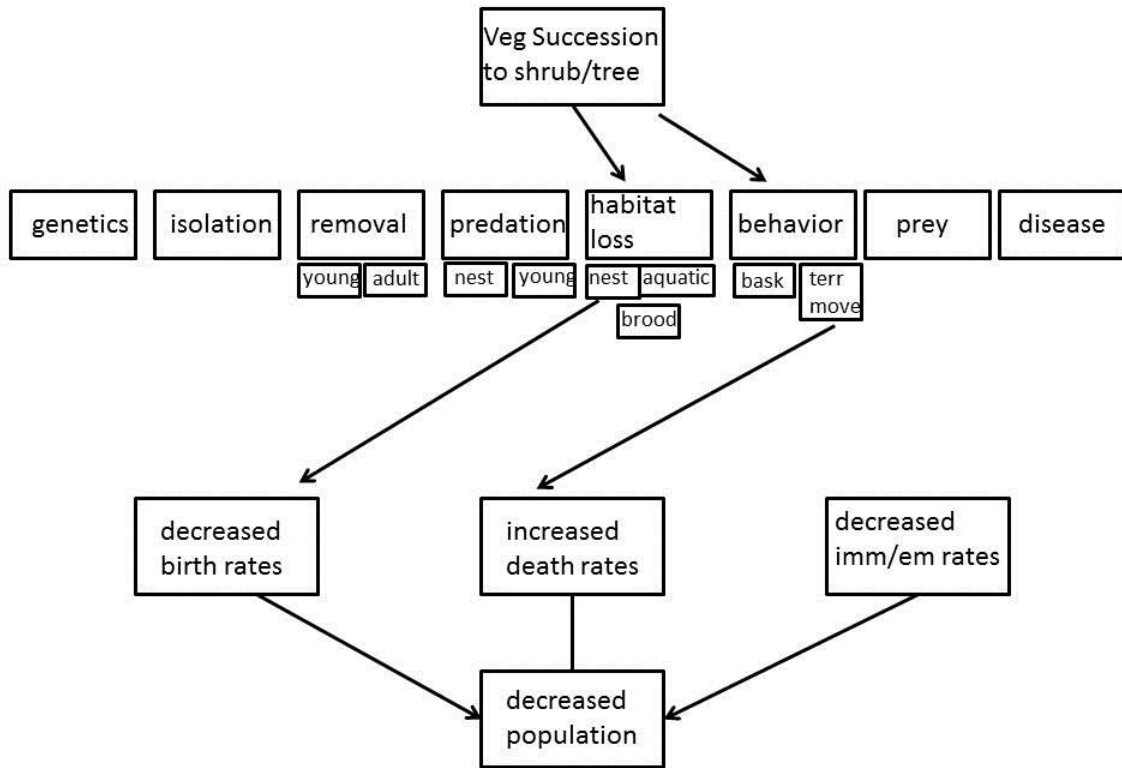 Veg Succession
to shrub/tree
genetics
isolation
removal
predation
habitat
loss
behavior
prey
disease
young
adult
nest
young
nest
aquatic
brood
bask
terr
move
decreased
birth rates
increased
death rates
decreased
imm/em rates
decreased
population